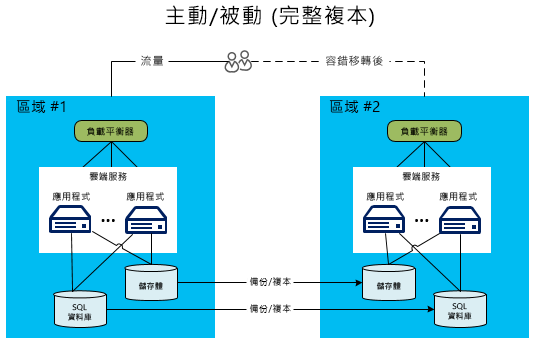 主動/被動 (完整複本)
流量
容錯移轉後
區域 #1
區域 #2
負載平衡器
負載平衡器
雲端服務
雲端服務
應用程式
應用程式
應用程式
應用程式
...
...
儲存體
備份/複本
儲存體
SQL
資料庫
備份/複本
SQL
資料庫